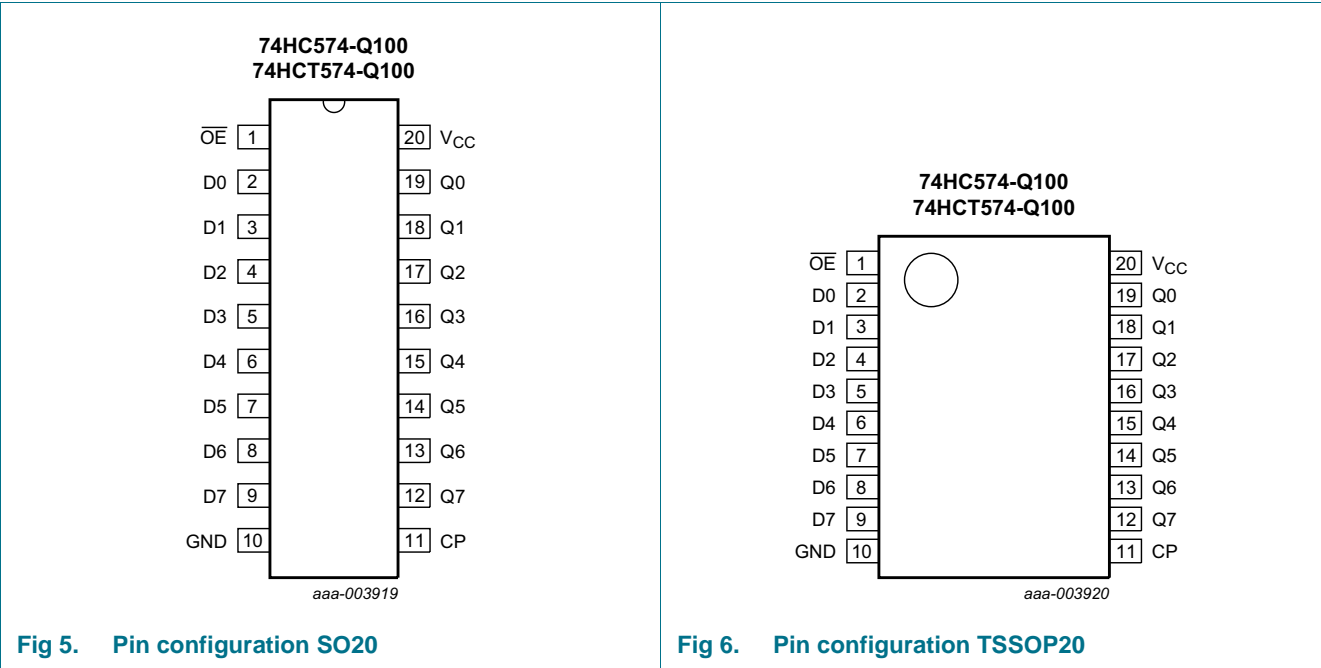 74HC574-Q100
74HCT574-Q100
OE 1 20 VCC
D0 2 19 Q0
D1 3 18 Q1
D2 4 17 Q2
D3 5 16 Q3
D4 6 15 Q4
D5 7 14 Q5
D6 8 13 Q6
D7 9 12 Q7
GND 10 11 CP
aaa-003919
Fig 5. Pin configuration SO20
74HC574-Q100
74HCT574-Q100
OE 1 20 VCC
D0 2 19 Q0
D1 3 18 Q1
D2 4 17 Q2
D3 5 16 Q3
D4 6 15 Q4
D5 7 14 Q5
D6 8 13 Q6
D7 9 12 Q7
GND 10 11 CP
aaa-003920
Fig 6. Pin configuration TSSOP20